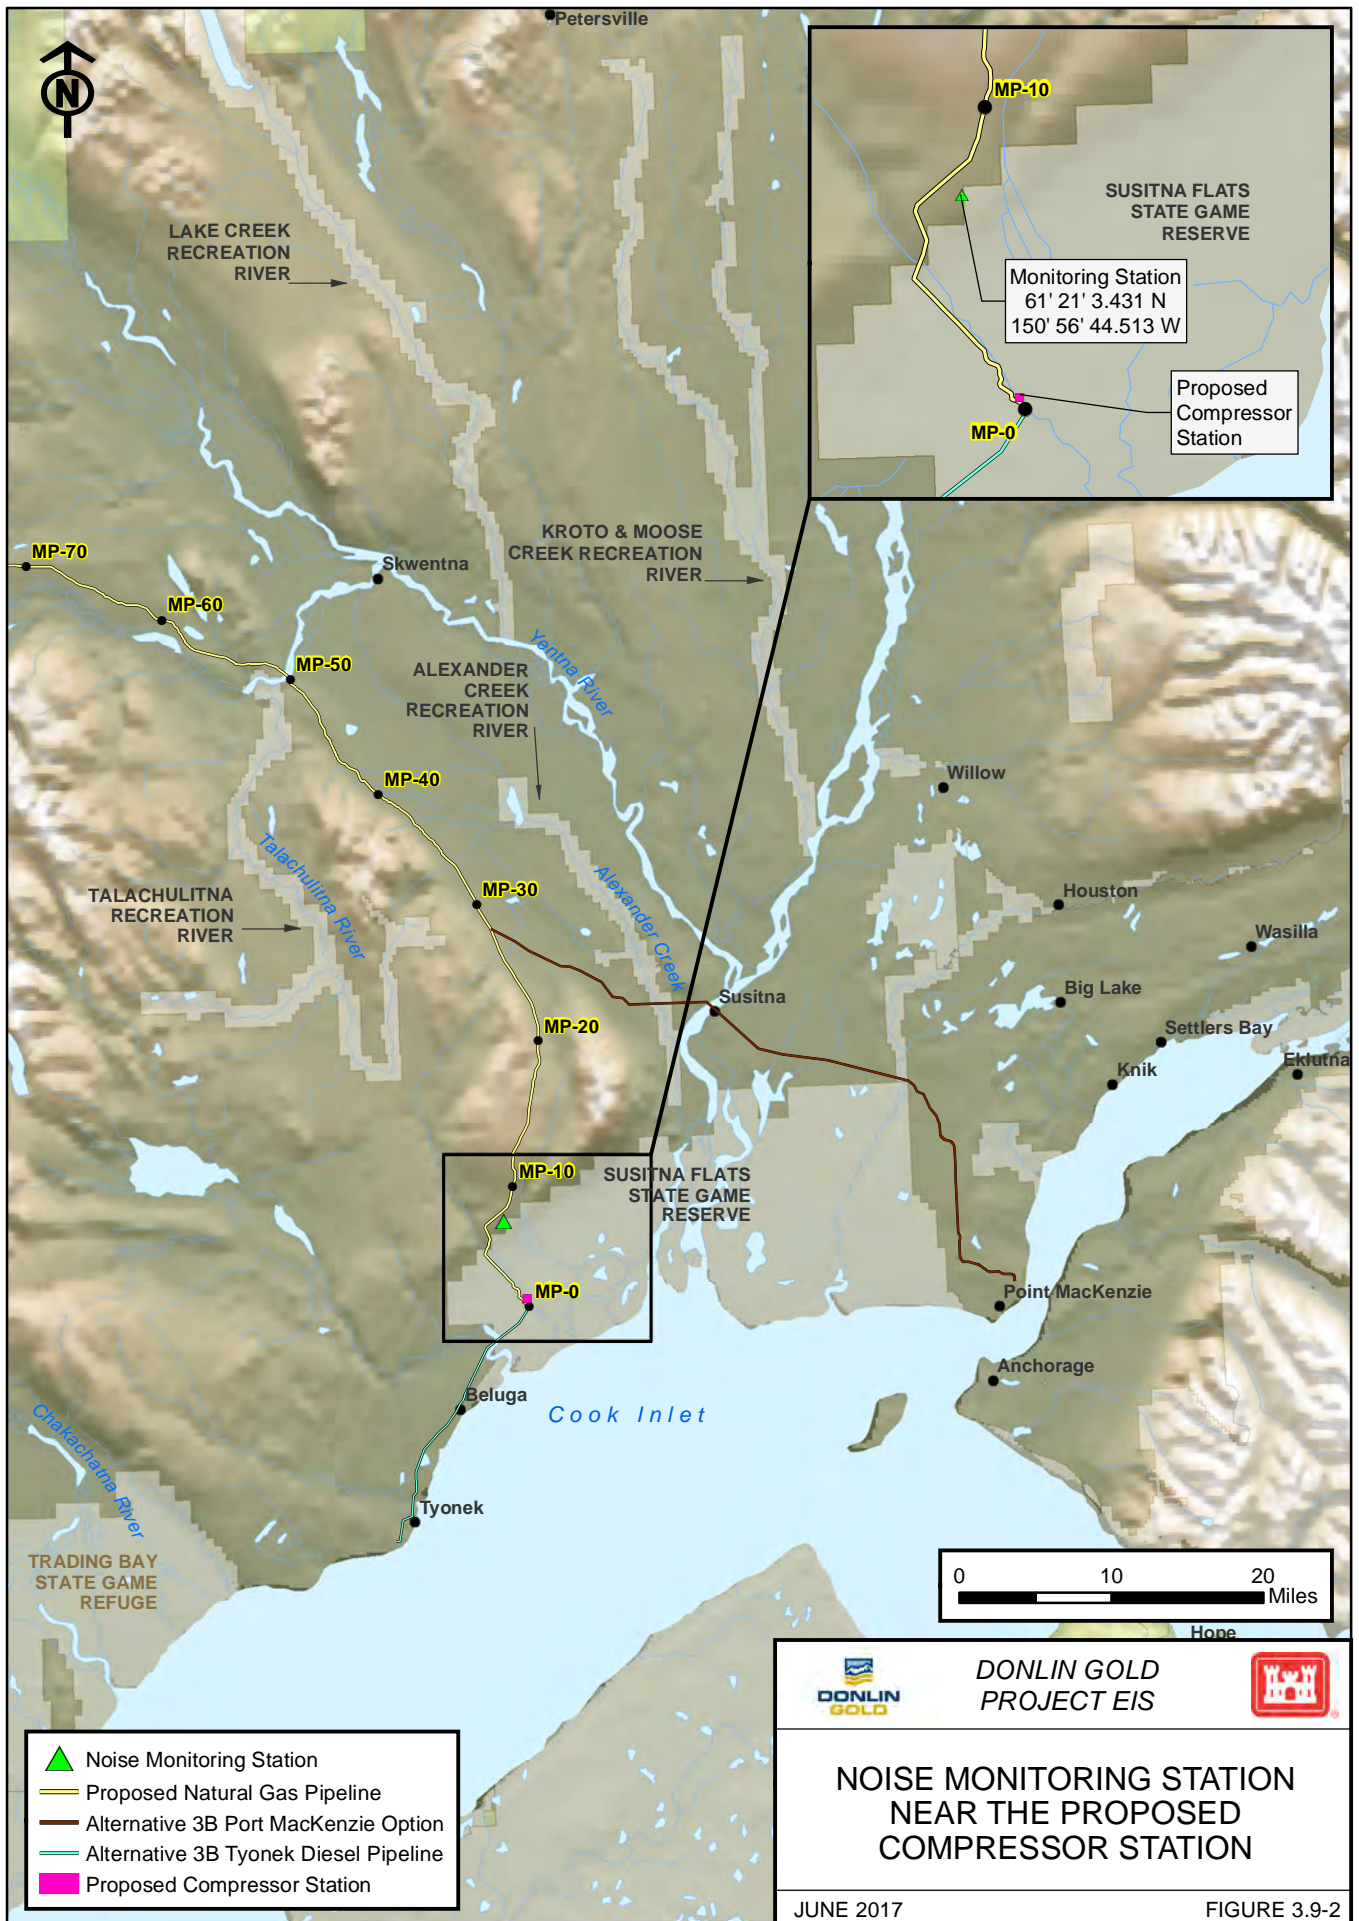 Petersville
N
MP-10
SUSITNA FLATS
STATE GAME
RESERVE
Monitoring Station
61' 21' 3.431 N
150' 56' 44.513 W
Proposed
Compressor
Station
MP-0
LAKE CREEK
RECREATION
RIVER
KROTO & MOOSE
CREEK RECREATION
RIVER
MP-70
Skwentna
MP-60
MP-50
Yentna River
ALEXANDER
CREEK
RECREATION
RIVER
Willow
MP-40
Talachulitna River
Alexander Creek
MP-30
Houston
TALACHULITNA
RECREATION
RIVER
Wasilla
Susitna
Big Lake
MP-20
Settlers Bay
Knik
Eklutna
MP-10
SUSITNA FLATS
STATE GAME
RESERVE
MP-0
Point MacKenzie
Anchorage
Beluga
Cook Inlet
Chakachatna River
Tyonek
TRADING BAY
STATE GAME
REFUGE
0 10 20
Miles
Hope
DONLIN
GOLD
DONLIN GOLD
PROJECT EIS
NOISE MONITORING STATION
NEAR THE PROPOSED
COMPRESSOR STATION
JUNE 2017
FIGURE 3.9-2
Noise Monitoring Station
Proposed Natural Gas Pipeline
Alternative 3B Port MacKenzie Option
Alternative 3B Tyonek Diesel Pipeline
Proposed Compressor Station